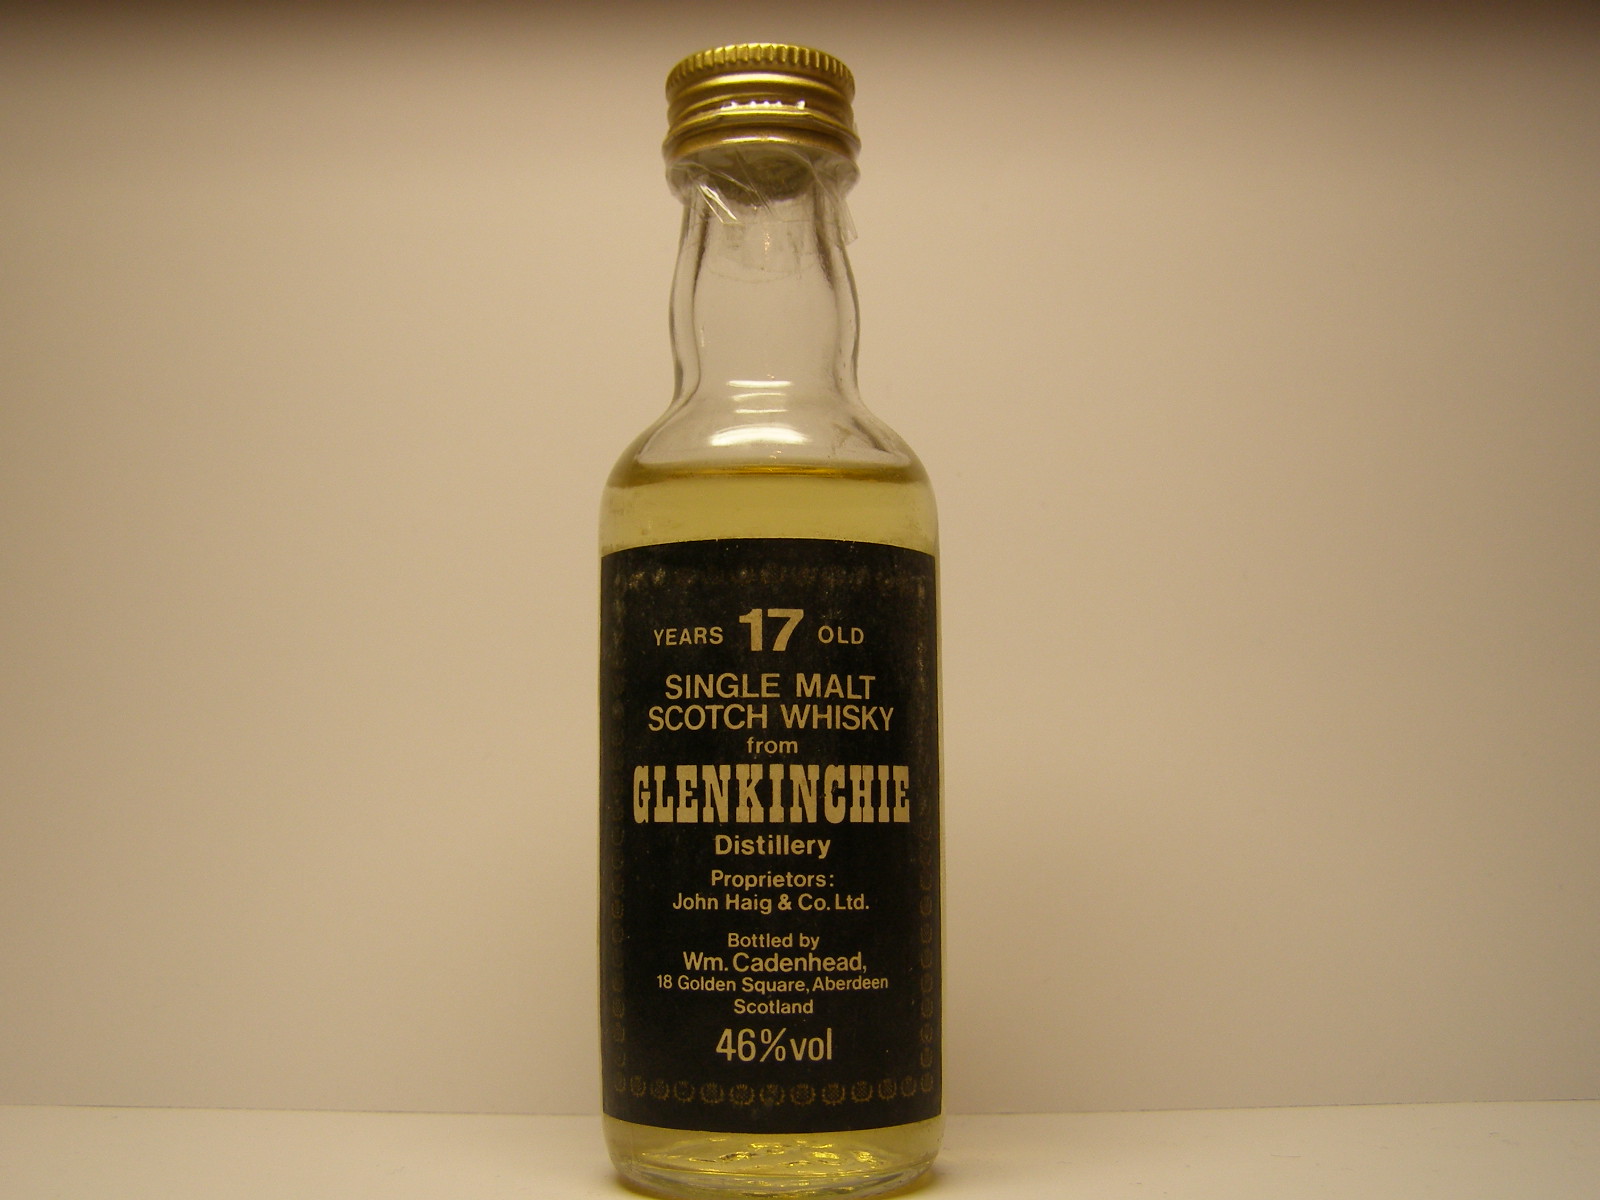 YEARS 17 OLD
SINGLE MALT
SCOTCH WHISKY
from
GLENKINCHIE
Distillery
Proprietors:
John Haig & Co. Ltd.
Bottled by
Wm. Cadenhead,
18 Golden Square, Aberdeen
Scotland
46%vol